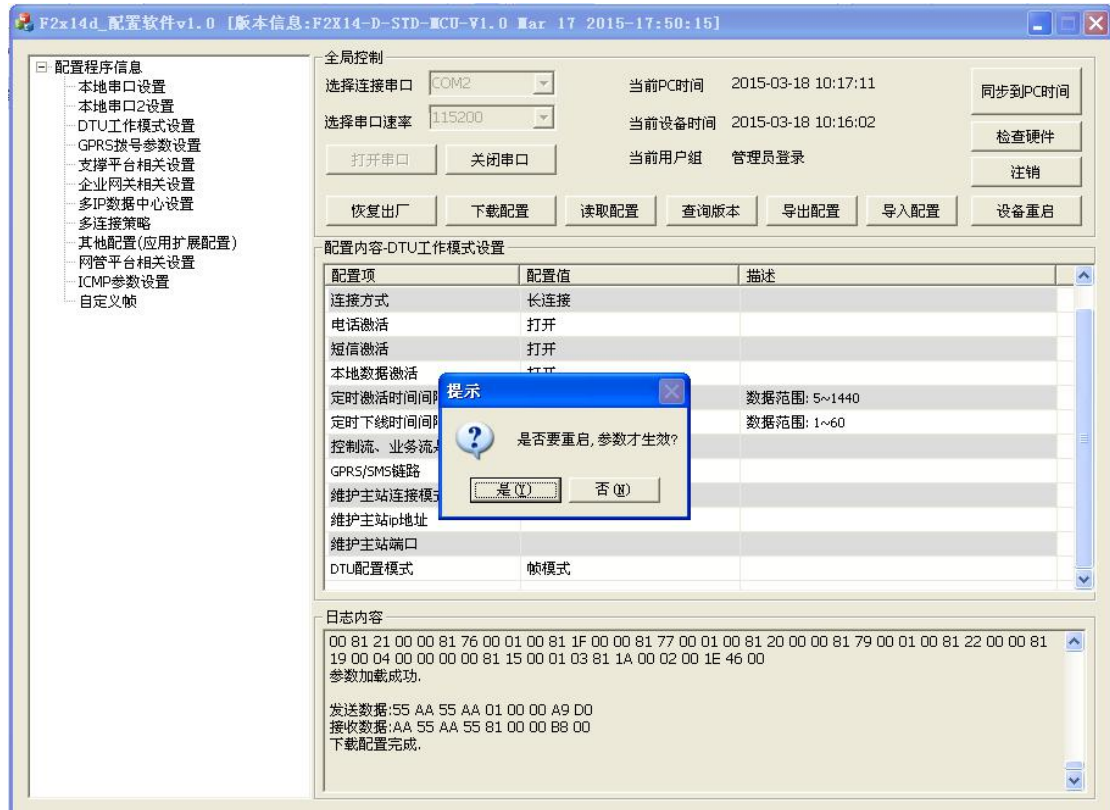 F2x14d_配置软件v1.0 [版本信息:F2X14-D-STD-MCU-V1.0 Mar 17 2015-17:50:15]
配置程序信息
本地串口设置
本地串口2设置
DTU工作模式设置
GPRS拨号参数设置
支撑平台相关设置
企业网关相关设置
多IP数据中心设置
多连接策略
其他配置(应用扩展配置)
网管平台相关设置
ICMP参数设置
自定义帧
全局控制
选择连接串口 COM2 当前PC时间 2015-03-18 10:17:11 同步到PC时间
选择串口速率 115200 当前设备时间 2015-03-18 10:16:02 检查硬件
打开串口 关闭串口 当前用户组 管理员登录 注销
恢复出厂 下载配置 读取配置 查询版本 导出配置 导入配置 设备重启
配置内容-DTU工作模式设置
配置项 配置值 描述
连接方式 长连接
电话激活 打开
短信激活 打开
本地数据激活
定时激活时间间 数据范围: 5~1440
定时下线时间间 数据范围: 1~60
控制流、业务流
GPRS/SMS链路
维护主站连接模
维护主站ip地址
维护主站端口
DTU配置模式 帧模式
提示
是否要重启,参数才生效?
是(Y) 否(N)
日志内容
00 81 21 00 00 81 76 00 01 00 81 1F 00 00 81 77 00 01 00 81 20 00 00 81 79 00 01 00 81 22 00 00 81
19 00 04 00 00 00 00 81 15 00 01 03 81 1A 00 02 00 1E 46 00
参数加载成功.
发送数据:55 AA 55 AA 01 00 00 A9 D0
接收数据:AA 55 AA 55 81 00 00 B8 00
下载配置完成.